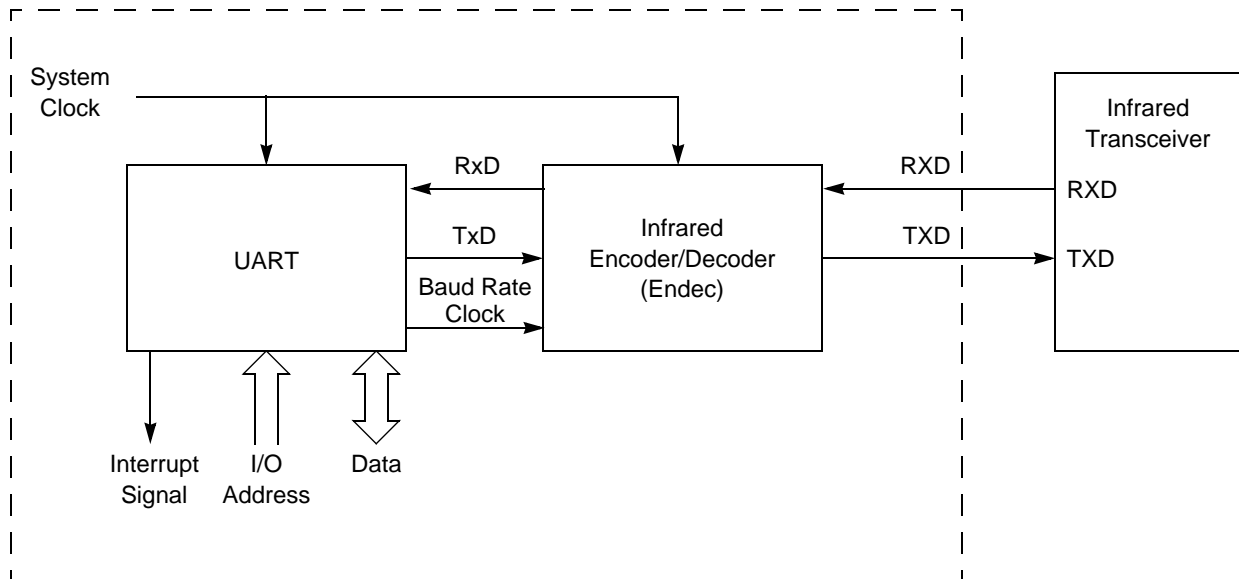 System
Clock
Infrared
Transceiver
RxD
RXD
RXD
UART
TxD
Infrared
Encoder/Decoder
(Endec)
TXD
TXD
Baud Rate
Clock
Interrupt
Signal
I/O
Address
Data